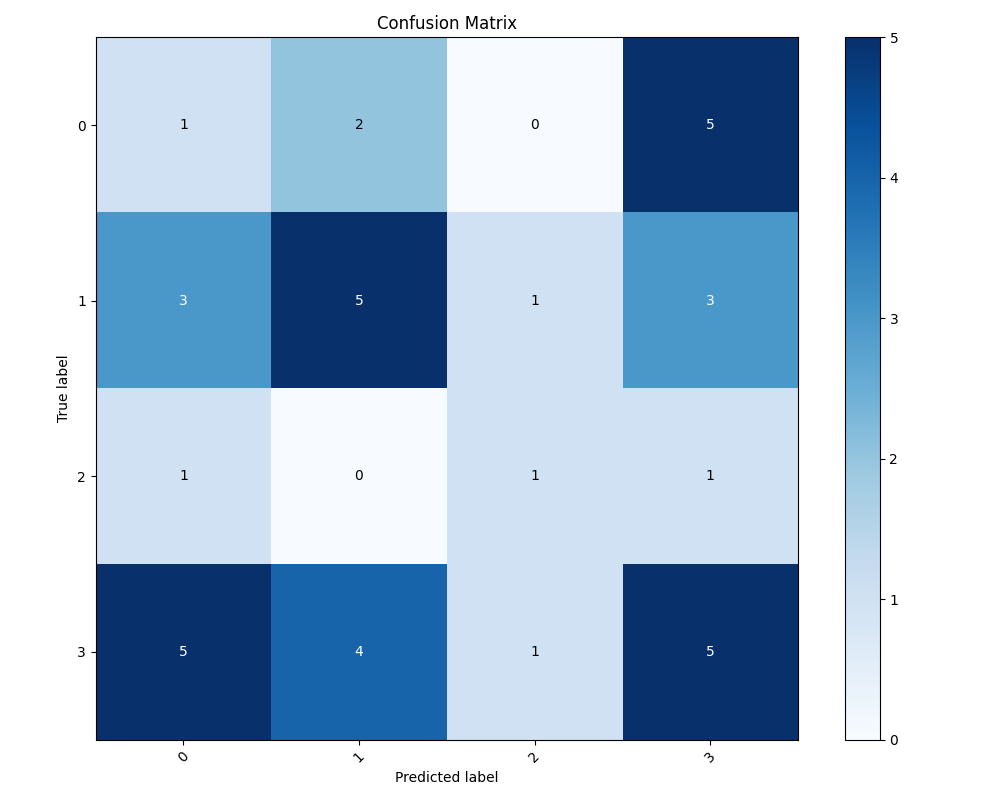 Confusion Matrix
0 1 2 0 5
1 3 5 1 3
2 1 0 1 1
3 5 4 1 5
0 1 2 3
Predicted label
True label
5
4
3
2
1
0